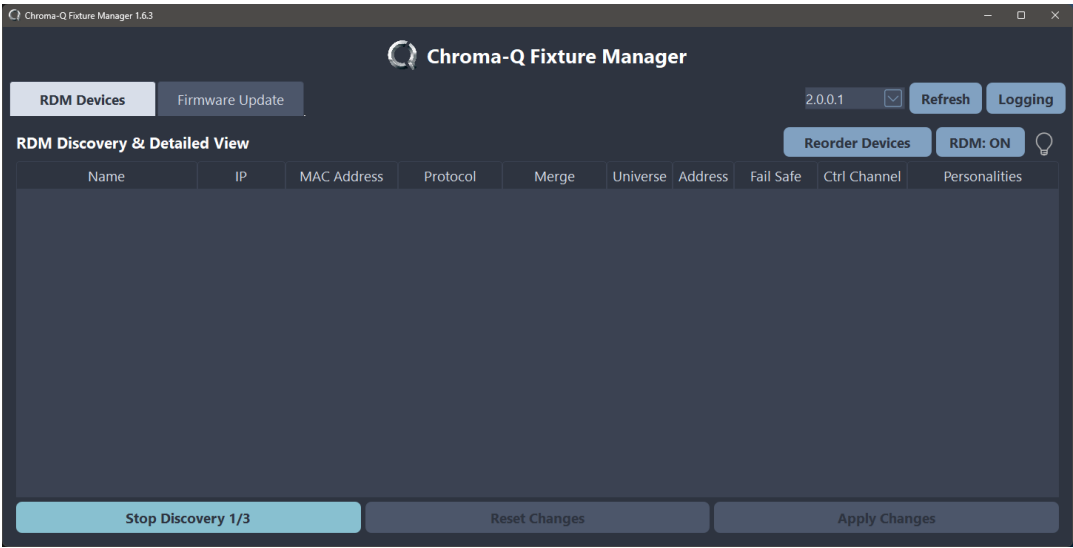 Chroma-Q Fixture Manager 1.6.3
Chroma-Q Fixture Manager
RDM Devices Firmware Update 2.0.0.1 Refresh Logging
RDM Discovery & Detailed View Reorder Devices RDM: ON
Name IP MAC Address Protocol Merge Universe Address Fail Safe Ctrl Channel Personalities
Stop Discovery 1/3 Reset Changes Apply Changes